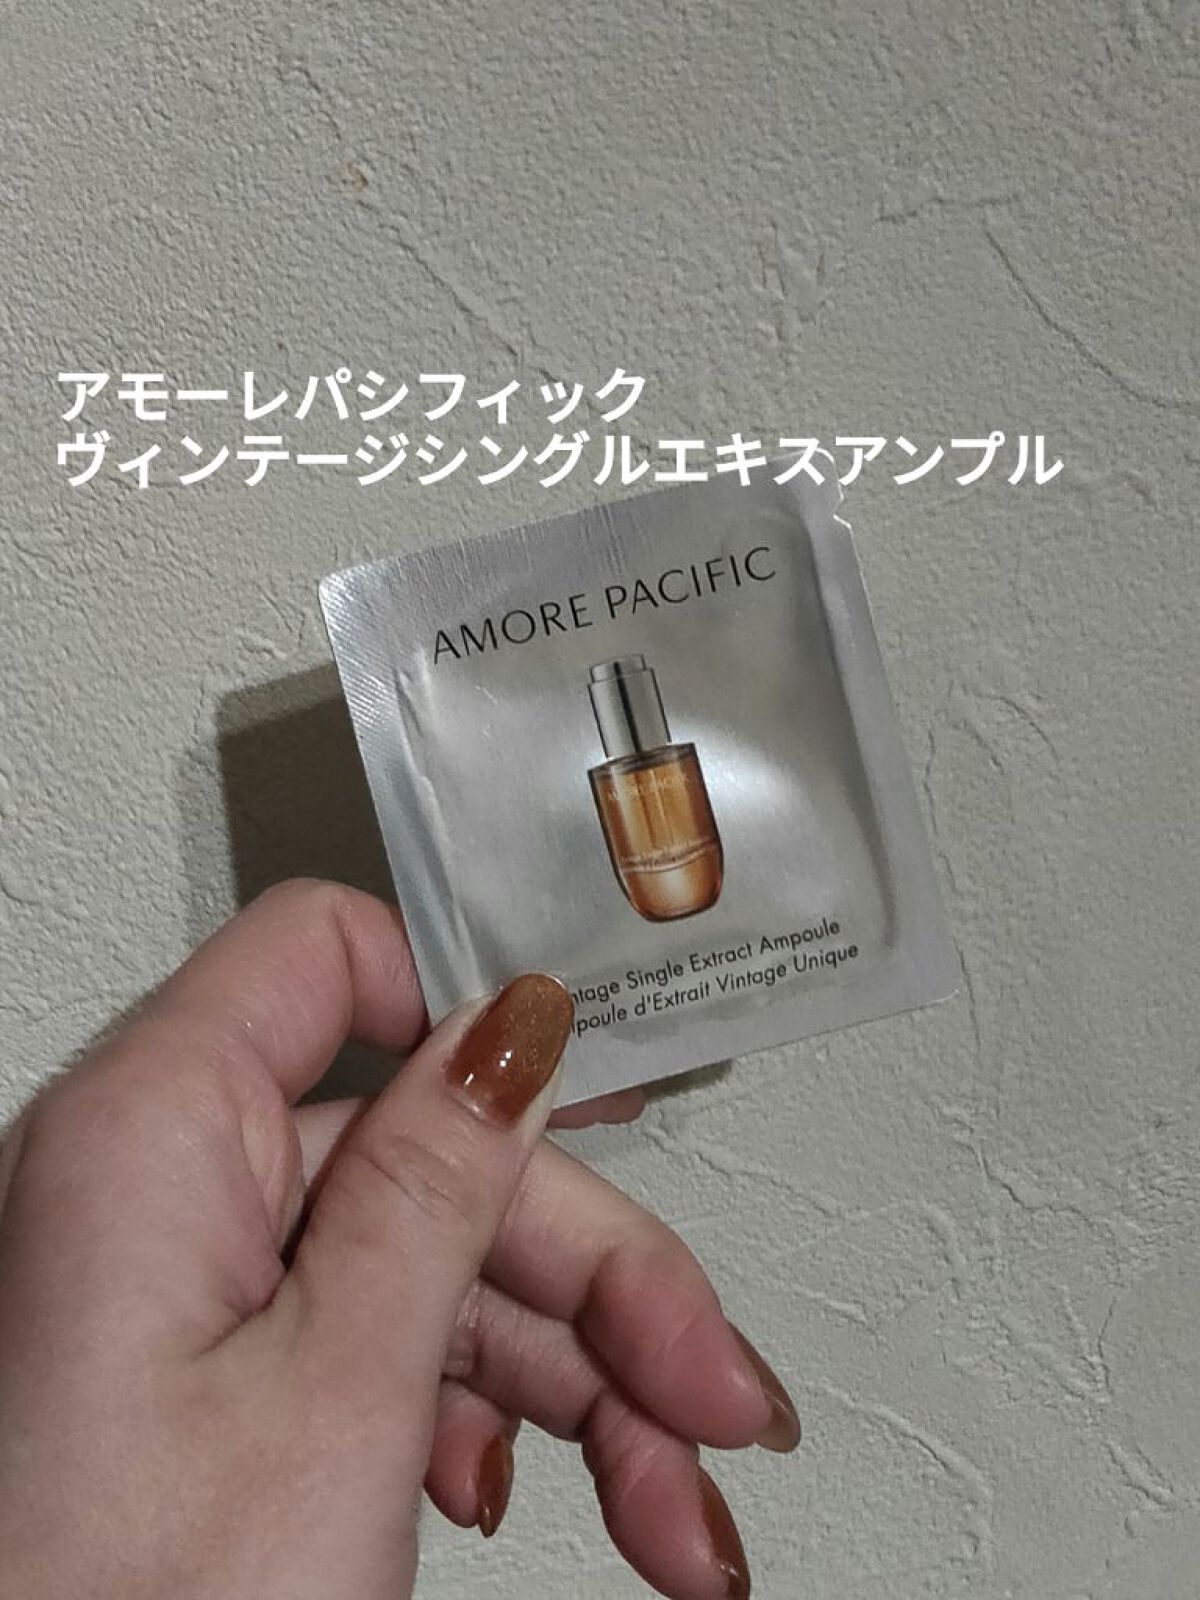 アモーレパシフィック
ヴィンテージシングルエキスアンプル
AMORE PACIFIC
ntage Single Extract Ampoule
poule d'Extrait Vintage Unique